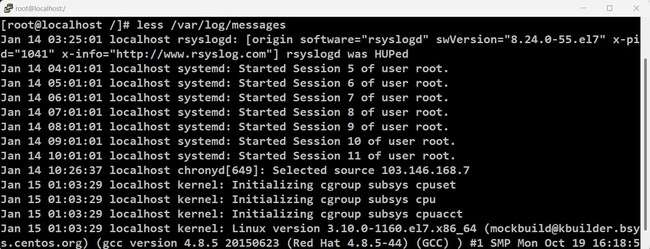 root@localhost:/
[root@localhost /]# less /var/log/messages
Jan 14 03:25:01 localhost rsyslogd: [origin software="rsyslogd" swVersion="8.24.0-55.el7" x-pi
d="1041" x-info="http://www.rsyslog.com"] rsyslogd was HUPed
Jan 14 04:01:01 localhost systemd: Started Session 5 of user root.
Jan 14 05:01:01 localhost systemd: Started Session 6 of user root.
Jan 14 06:01:01 localhost systemd: Started Session 7 of user root.
Jan 14 07:01:01 localhost systemd: Started Session 8 of user root.
Jan 14 08:01:01 localhost systemd: Started Session 9 of user root.
Jan 14 09:01:01 localhost systemd: Started Session 10 of user root.
Jan 14 10:01:01 localhost systemd: Started Session 11 of user root.
Jan 14 10:26:37 localhost chronyd[649]: Selected source 103.146.168.7
Jan 15 01:03:29 localhost kernel: Initializing cgroup subsys cpuset
Jan 15 01:03:29 localhost kernel: Initializing cgroup subsys cpu
Jan 15 01:03:29 localhost kernel: Initializing cgroup subsys cpuacct
Jan 15 01:03:29 localhost kernel: Linux version 3.10.0-1160.el7.x86_64 (mockbuild@kbuilder.bsy
s.centos.org) (gcc version 4.8.5 20150623 (Red Hat 4.8.5-44) (GCC) ) #1 SMP Mon Oct 19 16:18:5